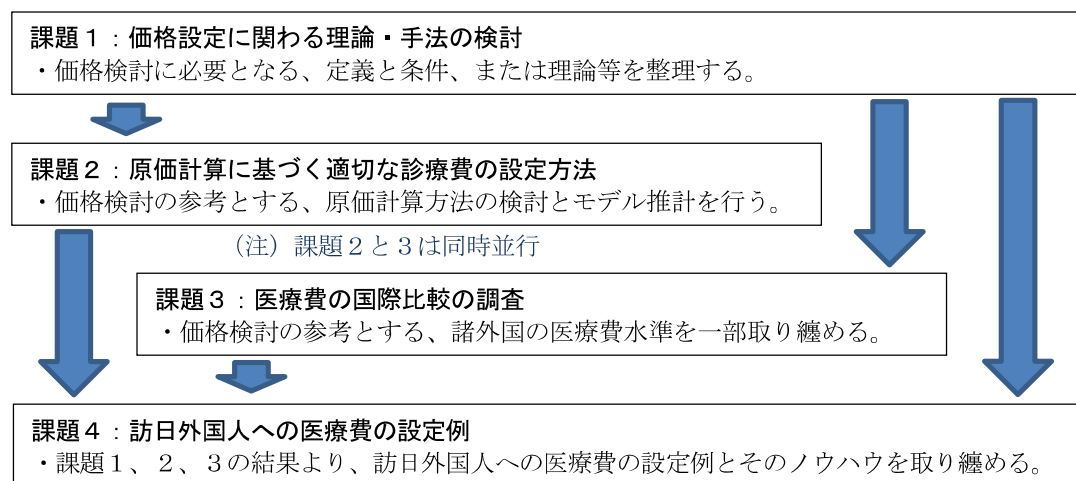 課題１：価格設定に関わる理論・手法の検討
・価格検討に必要となる、定義と条件、または理論等を整理する。
課題２：原価計算に基づく適切な診療費の設定方法
・価格検討の参考とする、原価計算方法の検討とモデル推計を行う。
（注）課題２と３は同時並行
課題３：医療費の国際比較の調査
・価格検討の参考とする、諸外国の医療費水準を一部取り纏める。
課題４：訪日外国人への医療費の設定例
・課題１、２、３の結果より、訪日外国人への医療費の設定例とそのノウハウを取り纏める。